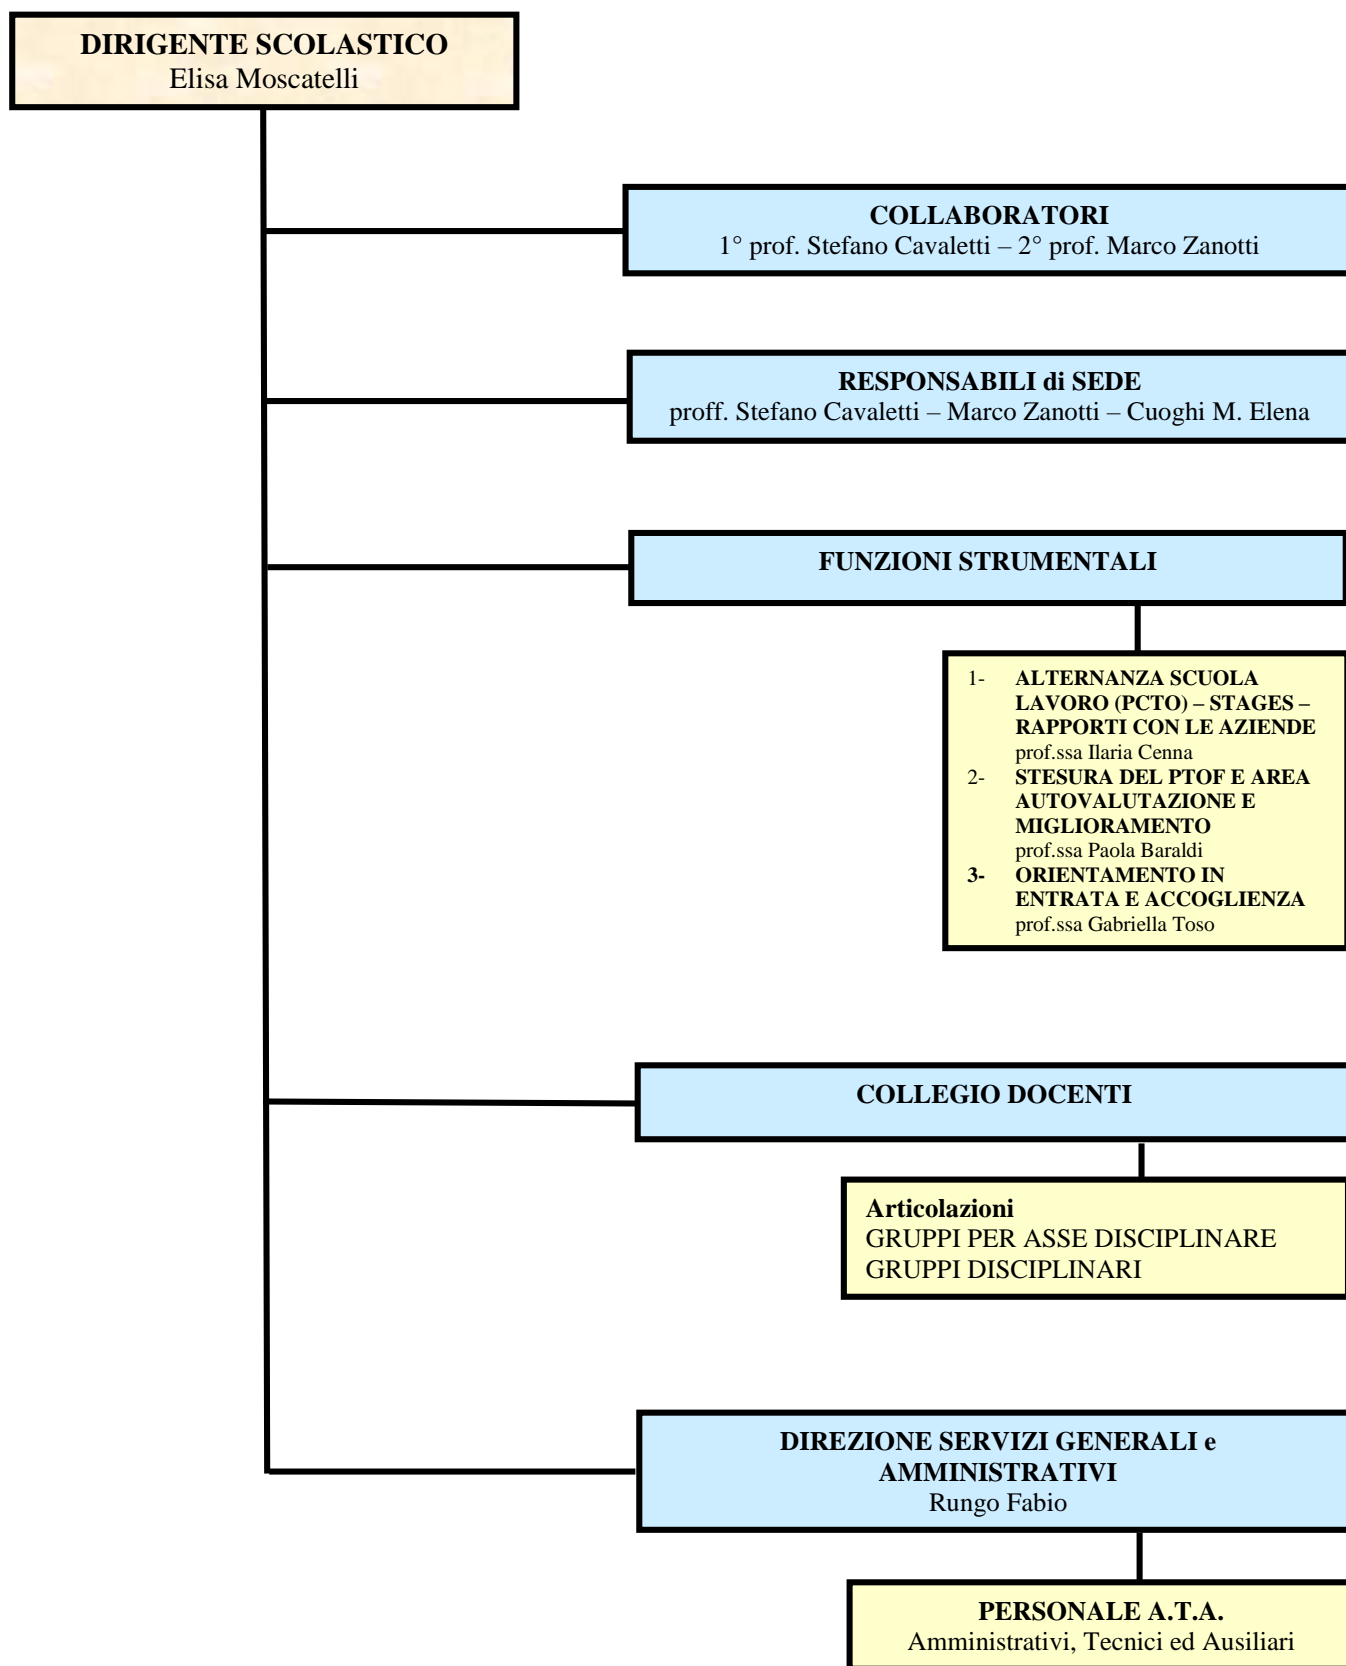 DIRIGENTE SCOLASTICO
Elisa Moscatelli
COLLABORATORI
1° prof. Stefano Cavaletti – 2° prof. Marco Zanotti
RESPONSABILI di SEDE
proff. Stefano Cavaletti – Marco Zanotti – Cuoghi M. Elena
FUNZIONI STRUMENTALI
1- ALTERNANZA SCUOLA
LAVORO (PCTO) – STAGES –
RAPPORTI CON LE AZIENDE
prof.ssa Ilaria Cenna
2- STESURA DEL PTOF E AREA
AUTOVALUTAZIONE E
MIGLIORAMENTO
prof.ssa Paola Baraldi
3- ORIENTAMENTO IN
ENTRATA E ACCOGLIENZA
prof.ssa Gabriella Toso
COLLEGIO DOCENTI
Articolazioni
GRUPPI PER ASSE DISCIPLINARE
GRUPPI DISCIPLINARI
DIREZIONE SERVIZI GENERALI e
AMMINISTRATIVI
Rungo Fabio
PERSONALE A.T.A.
Amministrativi, Tecnici ed Ausiliari